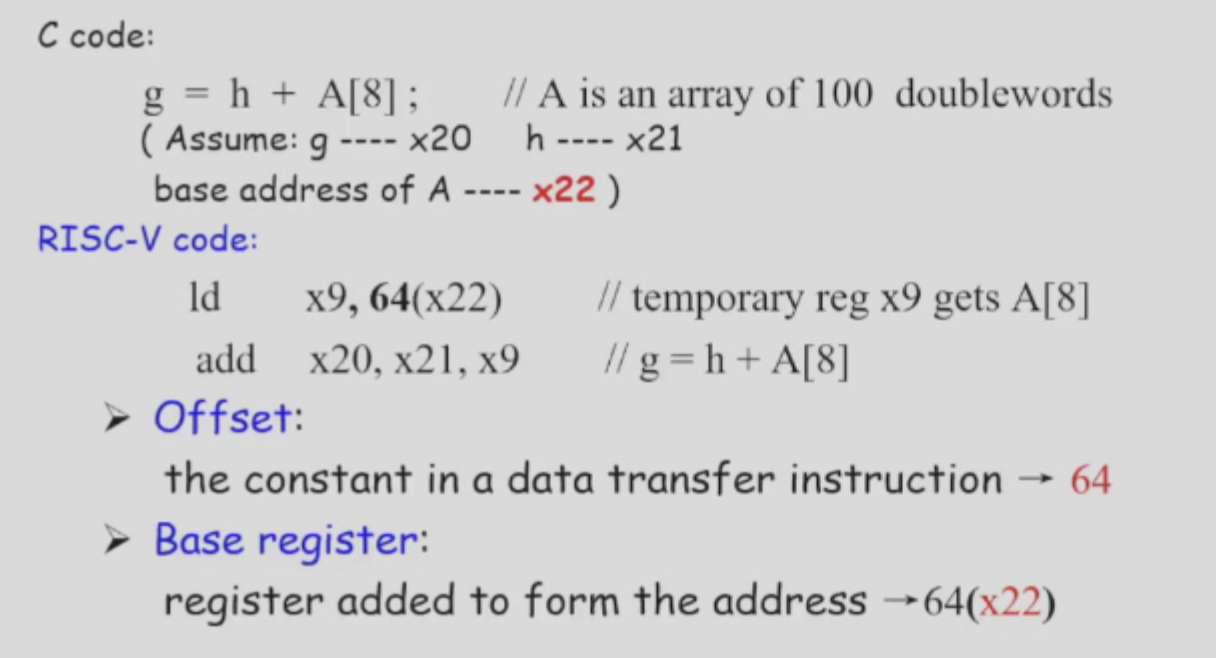 C code:
g = h + A[8] ; // A is an array of 100 doublewords
( Assume: g ---- x20 h ---- x21
base address of A ---- x22 )
RISC-V code:
ld x9, 64(x22) // temporary reg x9 gets A[8]
add x20, x21, x9 // g = h + A[8]
➢ Offset:
the constant in a data transfer instruction → 64
➢ Base register:
register added to form the address →64(x22)